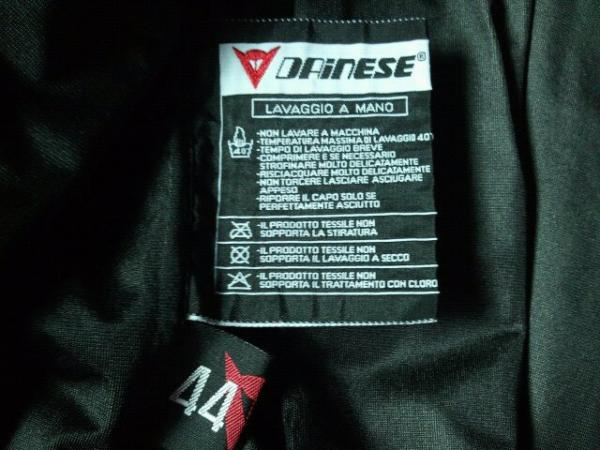 DAiNESE®
LAVAGGIO A MANO
40°
-NON LAVARE A MACCHINA
-TEMPERATURA MASSIMA DI LAVAGGIO 40°
-TEMPO DI LAVAGGIO BREVE
-COMPRIMERE E SE NECESSARIO
STROFINARE MOLTO DELICATAMENTE
-RISCIACQUARE MOLTO DELICATAMENTE
-NON TORCERE LASCIARE ASCIUGARE
APPESO
-RIPORRE IL CAPO SOLO SE
PERFETTAMENTE ASCIUTTO
-IL PRODOTTO TESSILE NON
SOPPORTA LA STIRATURA
-IL PRODOTTO TESSILE NON
SOPPORTA IL LAVAGGIO A SECCO
-IL PRODOTTO TESSILE NON
SOPPORTA IL TRATTAMENTO CON CLORO
44